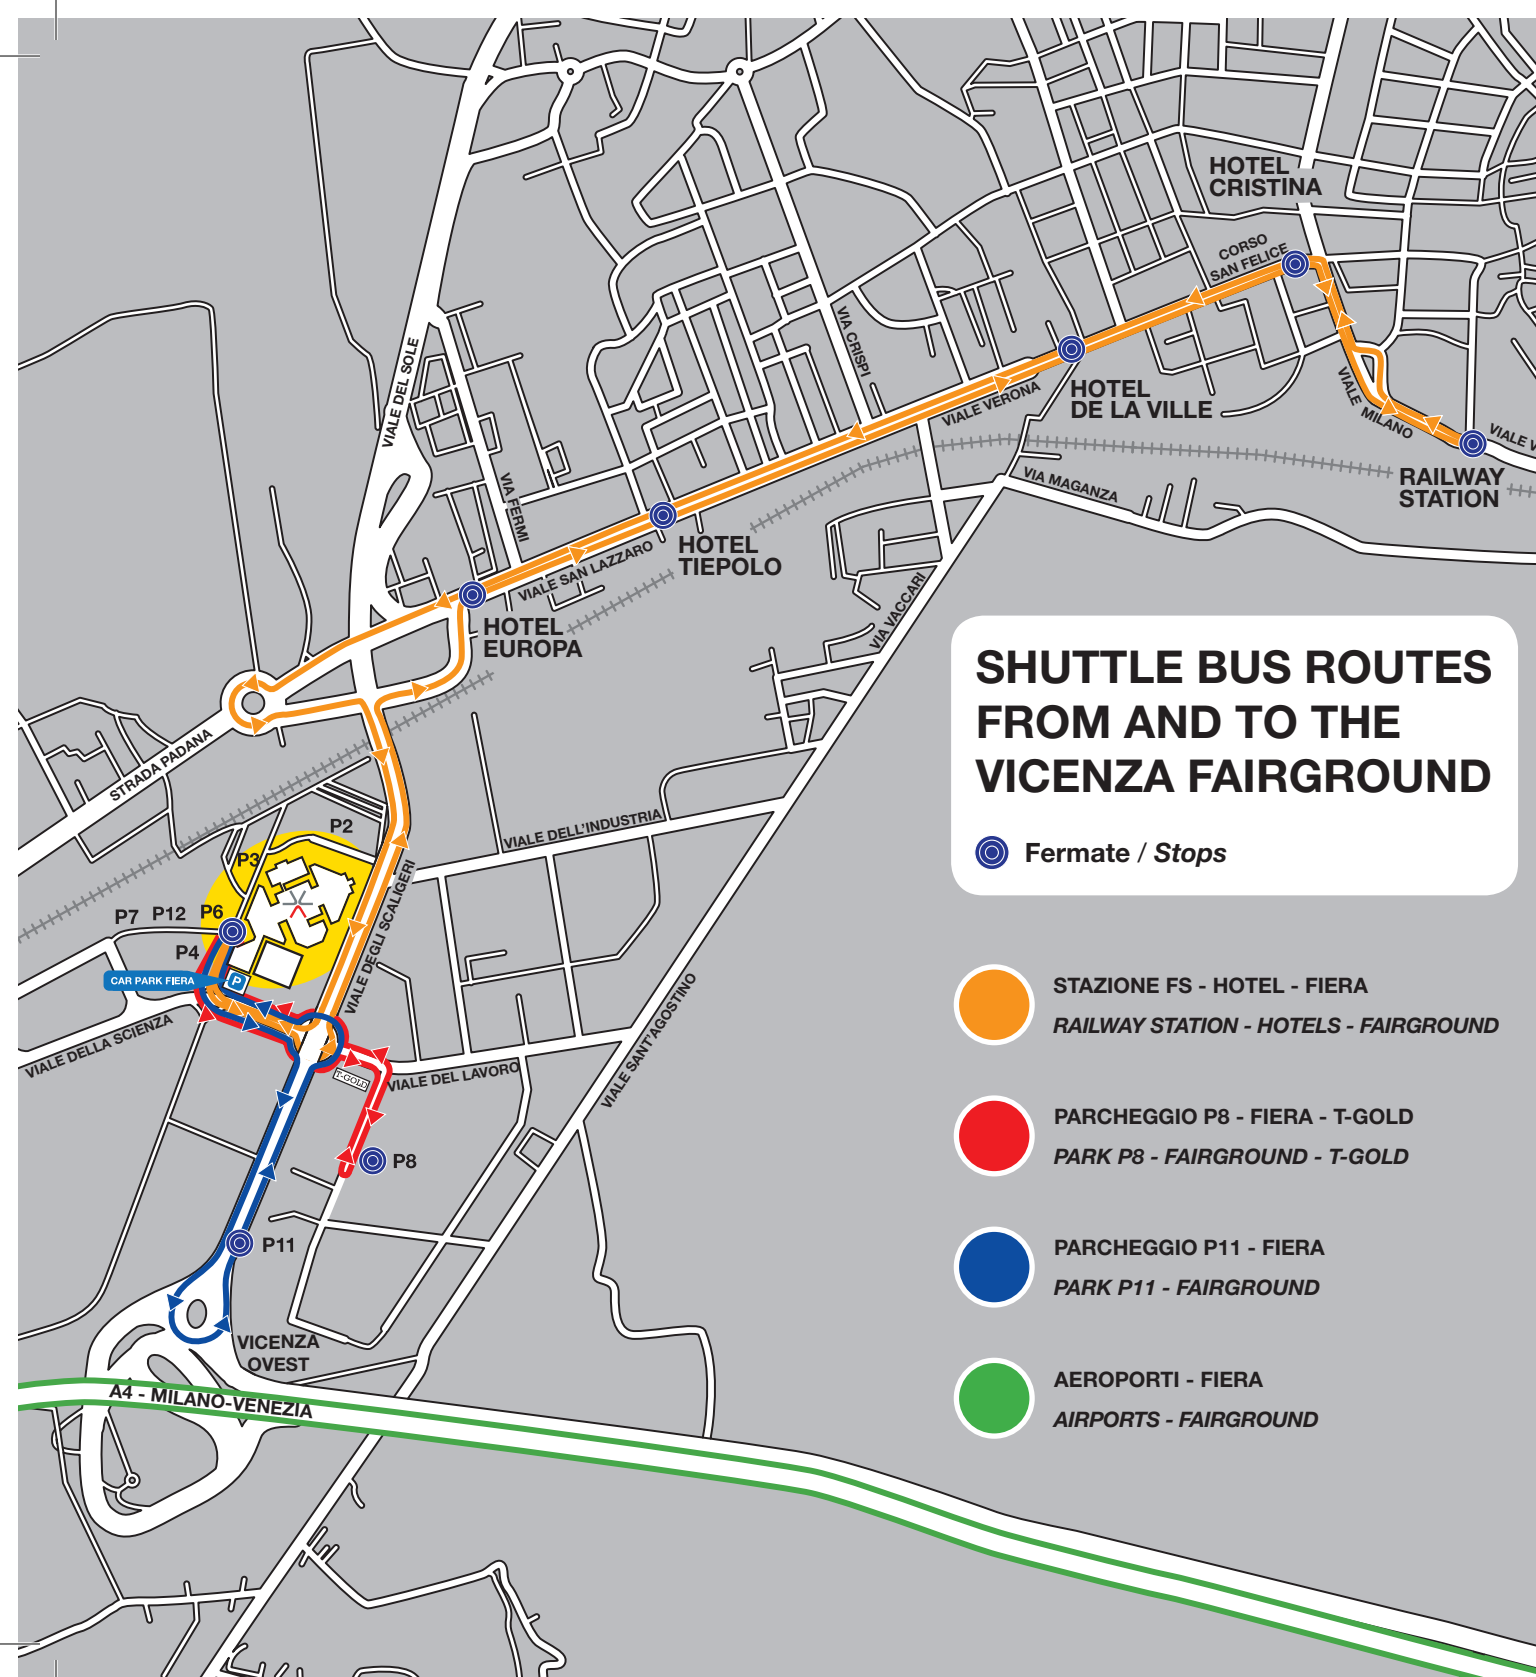 HOTEL
CRISTINA
CORSO
SAN FELICE
VIA CRISPI
VIALE DEL SOLE
HOTEL
DE LA VILLE
VIALE VERONA
VIALE
MILANO
VIALE V
RAILWAY
STATION
VIA MAGANZA
VIA FERMI
HOTEL
TIEPOLO
VIALE SAN LAZZARO
HOTEL
EUROPA
VIA VACCARI
SHUTTLE BUS ROUTES
FROM AND TO THE
VICENZA FAIRGROUND
Fermate / Stops
STRADA PADANA
P2
P3
VIALE DELL'INDUSTRIA
VIALE DEGLI SCALIGERI
P7
P12
P6
P4
CAR PARK FIERA
P
VIALE DELLA SCIENZA
T-GOLD
VIALE DEL LAVORO
VIALE SANT'AGOSTINO
P8
P11
VICENZA
OVEST
A4 - MILANO-VENEZIA
STAZIONE FS - HOTEL - FIERA
RAILWAY STATION - HOTELS - FAIRGROUND
PARCHEGGIO P8 - FIERA - T-GOLD
PARK P8 - FAIRGROUND - T-GOLD
PARCHEGGIO P11 - FIERA
PARK P11 - FAIRGROUND
AEROPORTI - FIERA
AIRPORTS - FAIRGROUND